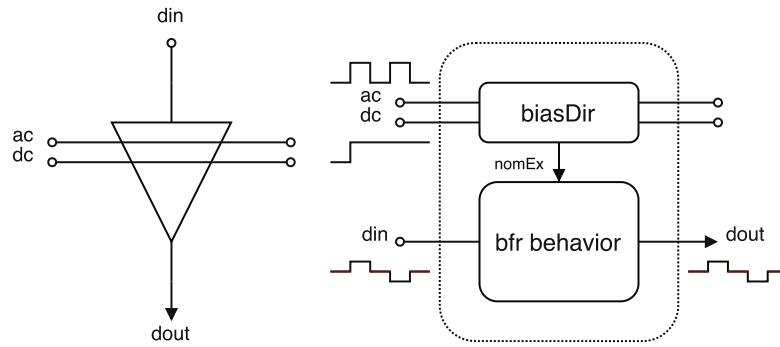 din
ac
dc
dout
ac
dc
biasDir
nomEx
din
bfr behavior
dout